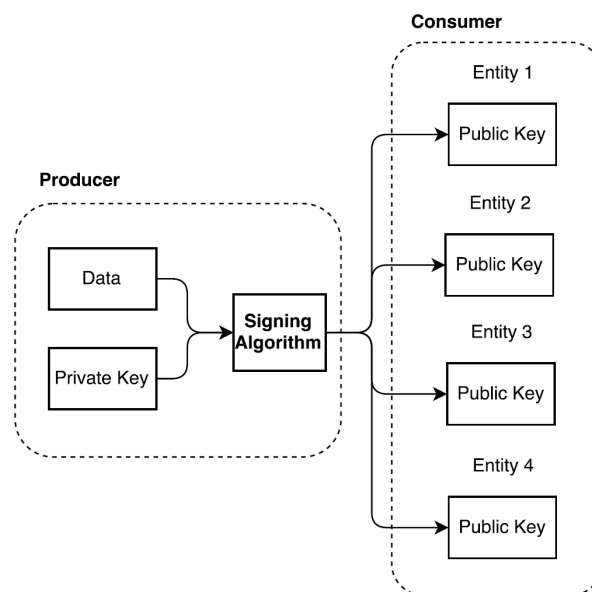 Consumer
Entity 1
Public Key
Producer
Entity 2
Data
Public Key
Signing
Algorithm
Entity 3
Private Key
Public Key
Entity 4
Public Key